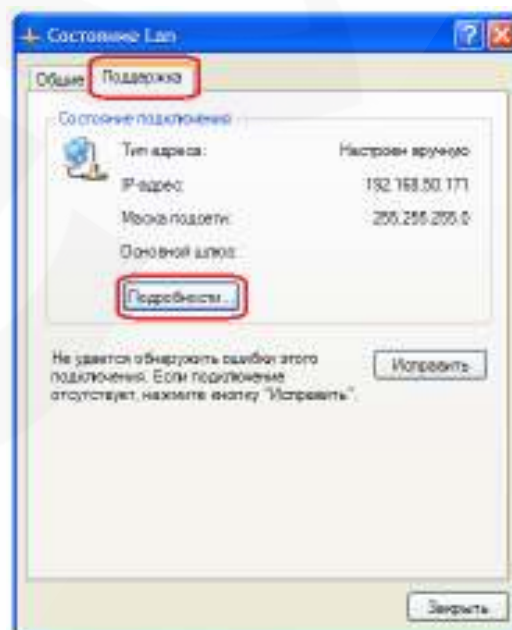 Состояние Lan
Общие
Поддержка
Состояние подключения
Тип адреса: Настроен вручную
IP-адрес: 192.168.50.171
Маска подсети: 255.255.255.0
Основной шлюз:
Подробности...
Не удается обнаружить ошибки этого
подключения. Если подключение
отсутствует, нажмите кнопку "Исправить".
Исправить
Закрыть